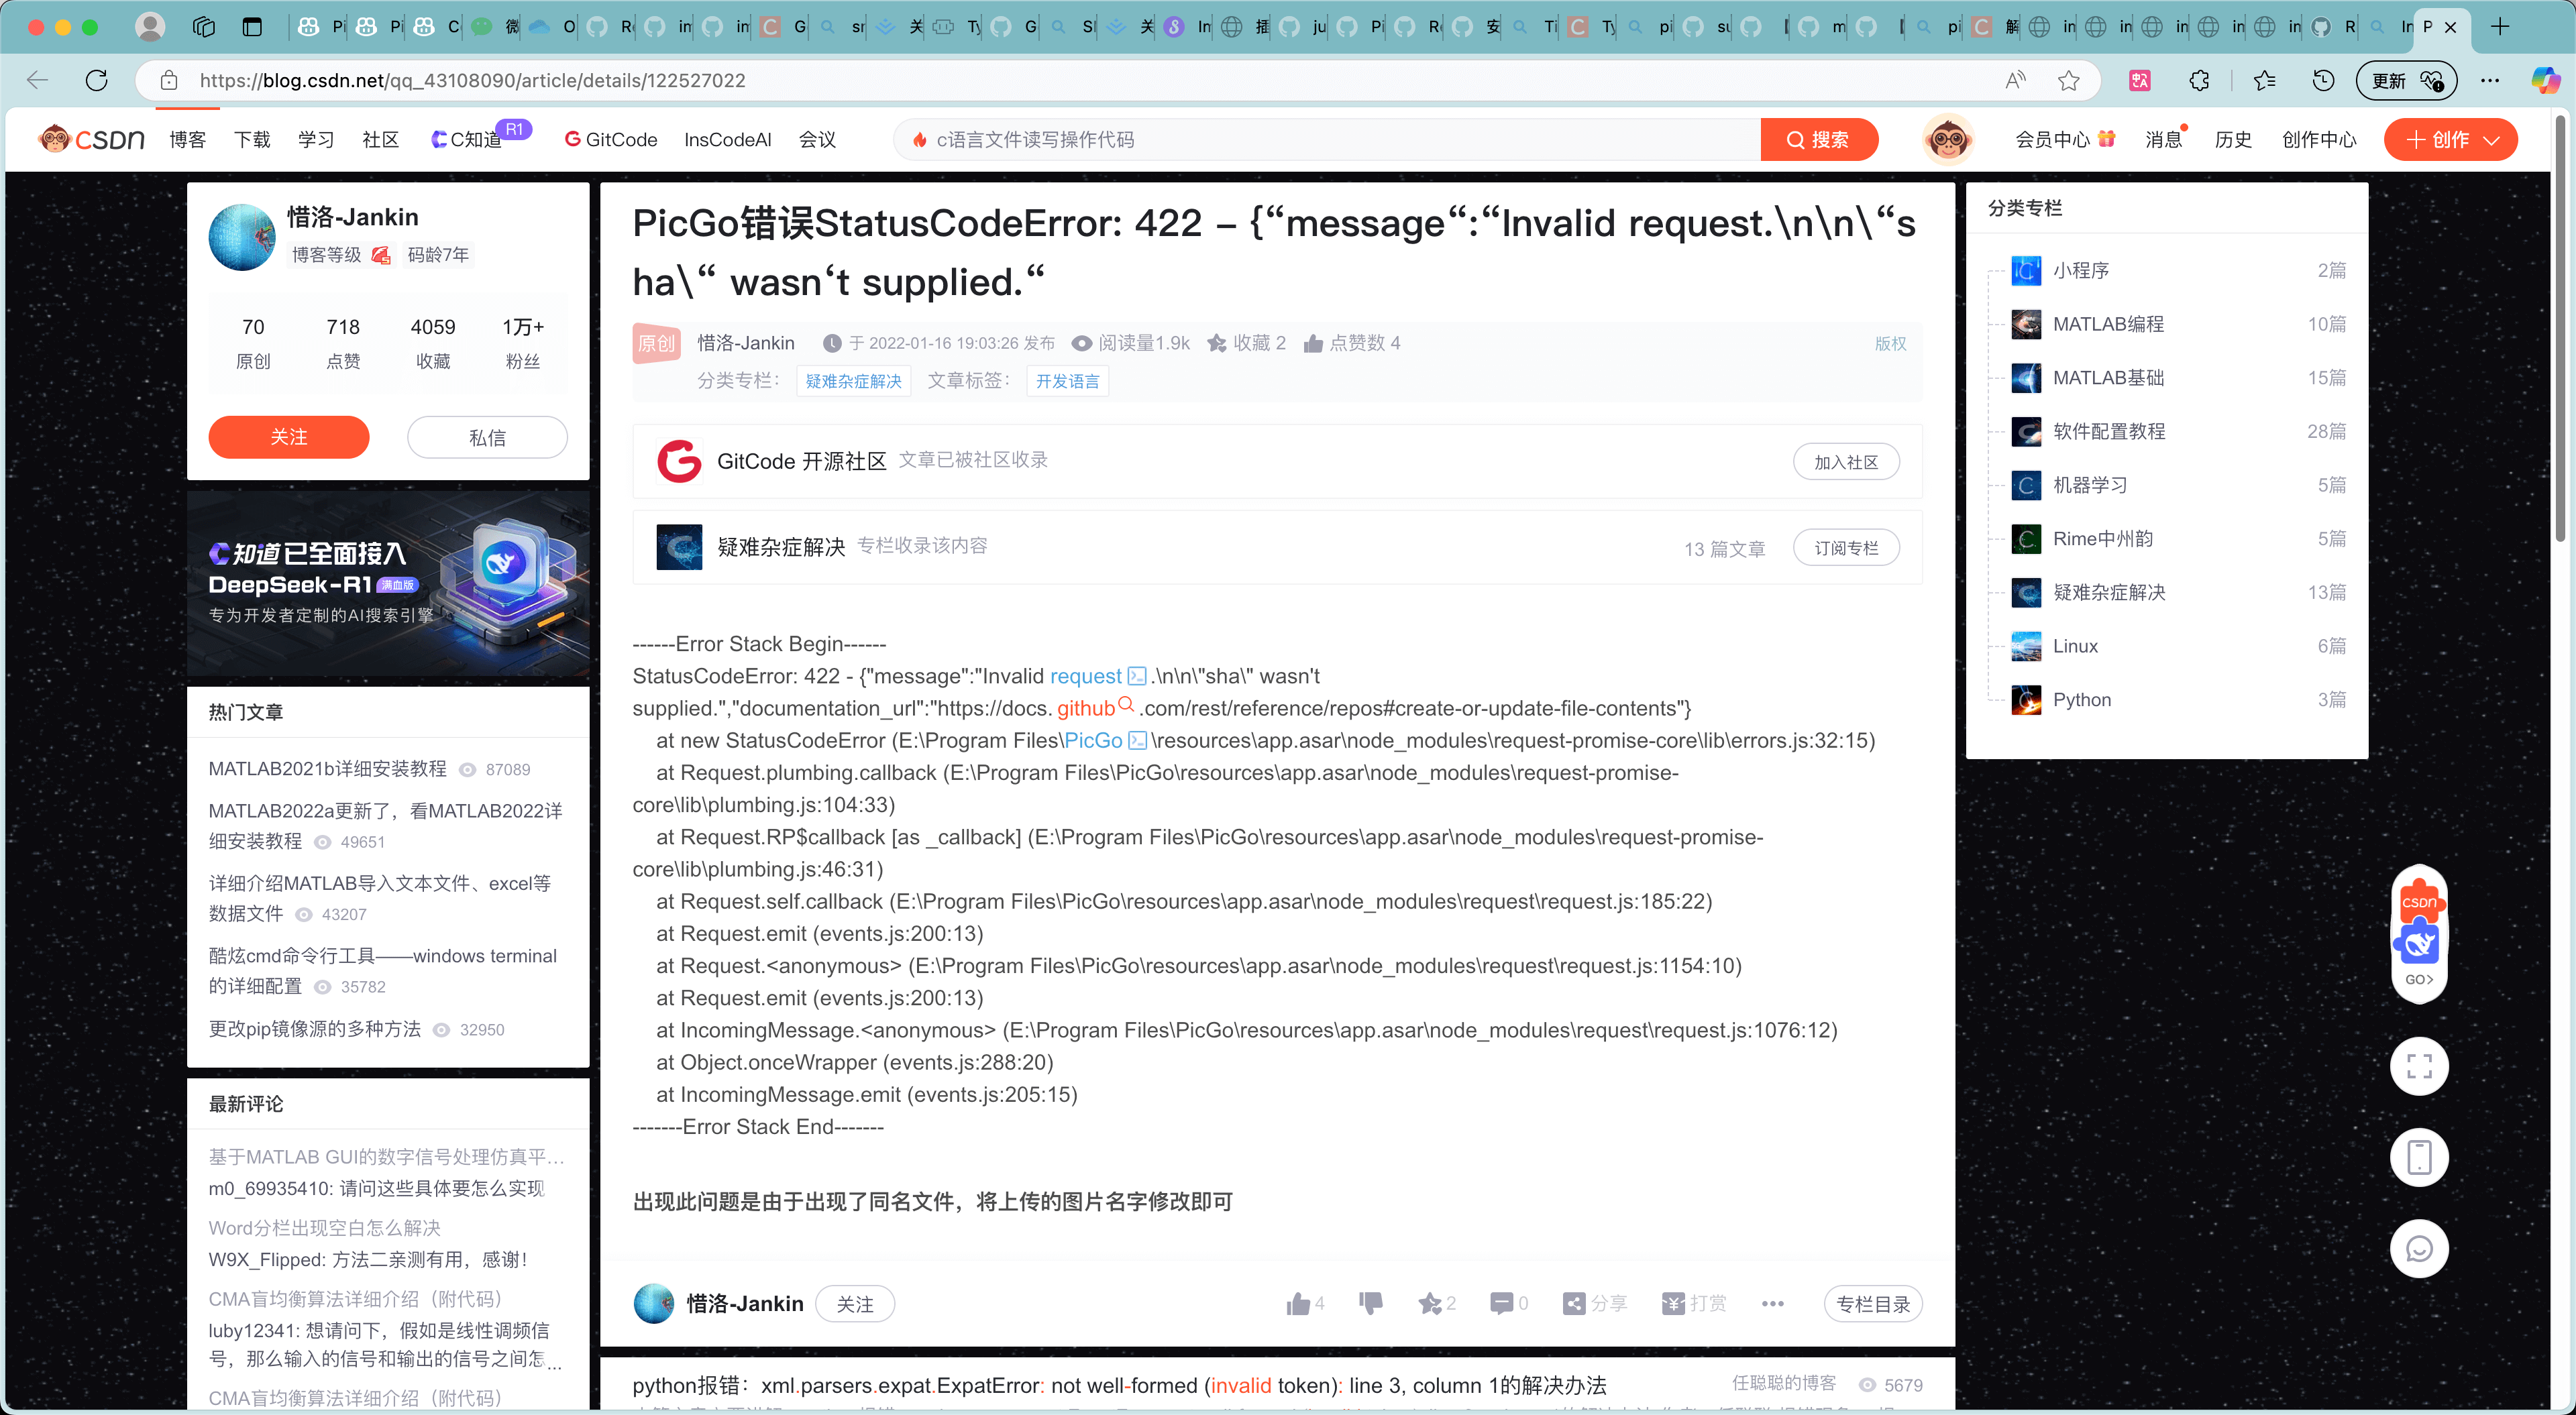 Pi
Pi
C
微
O
Re
in
in
G
sr
关
Ty
G
Sl
关
In
插
ju
Pi
Re
安
Ti
Ty
pi
su
m
pi
解
in
in
in
in
in
R
In
P
https://blog.csdn.net/qq_43108090/article/details/122527022
更新
CSDN
博客
下载
学习
社区
C知道
R1
GitCode
InsCodeAI
会议
c语言文件读写操作代码
搜索
会员中心
消息
历史
创作中心
创作
惜洛-Jankin
博客等级
码龄7年
70
718
4059
1万+
原创
点赞
收藏
粉丝
关注
私信
C知道 已全面接入
DeepSeek-R1 满血版
专为开发者定制的AI搜索引擎
热门文章
MATLAB2021b详细安装教程 87089
MATLAB2022a更新了，看MATLAB2022详
细安装教程 49651
详细介绍MATLAB导入文本文件、excel等
数据文件 43207
酷炫cmd命令行工具——windows terminal
的详细配置 35782
更改pip镜像源的多种方法 32950
最新评论
基于MATLAB GUI的数字信号处理仿真平…
m0_69935410: 请问这些具体要怎么实现
Word分栏出现空白怎么解决
W9X_Flipped: 方法二亲测有用，感谢！
CMA盲均衡算法详细介绍（附代码）
luby12341: 想请问下，假如是线性调频信
号，那么输入的信号和输出的信号之间怎...
CMA盲均衡算法详细介绍（附代码）
PicGo错误StatusCodeError: 422 – {“message“:“Invalid request.\n\n\“s
ha\“ wasn‘t supplied.“
原创
惜洛-Jankin
于 2022-01-16 19:03:26 发布
阅读量1.9k
收藏 2
点赞数 4
版权
分类专栏：
疑难杂症解决
文章标签：
开发语言
GitCode 开源社区 文章已被社区收录
加入社区
疑难杂症解决 专栏收录该内容
13 篇文章
订阅专栏
------Error Stack Begin------
StatusCodeError: 422 - {"message":"Invalid request .\n\n\"sha\" wasn't
supplied.","documentation_url":"https://docs. github .com/rest/reference/repos#create-or-update-file-contents"}
at new StatusCodeError (E:\Program Files\PicGo \resources\app.asar\node_modules\request-promise-core\lib\errors.js:32:15)
at Request.plumbing.callback (E:\Program Files\PicGo\resources\app.asar\node_modules\request-promise-
core\lib\plumbing.js:104:33)
at Request.RP$callback [as _callback] (E:\Program Files\PicGo\resources\app.asar\node_modules\request-promise-
core\lib\plumbing.js:46:31)
at Request.self.callback (E:\Program Files\PicGo\resources\app.asar\node_modules\request\request.js:185:22)
at Request.emit (events.js:200:13)
at Request.<anonymous> (E:\Program Files\PicGo\resources\app.asar\node_modules\request\request.js:1154:10)
at Request.emit (events.js:200:13)
at IncomingMessage.<anonymous> (E:\Program Files\PicGo\resources\app.asar\node_modules\request\request.js:1076:12)
at Object.onceWrapper (events.js:288:20)
at IncomingMessage.emit (events.js:205:15)
-------Error Stack End-------
出现此问题是由于出现了同名文件，将上传的图片名字修改即可
惜洛-Jankin
关注
4
2
0
分享
打赏
专栏目录
python报错：xml.parsers.expat.ExpatError: not well-formed (invalid token): line 3, column 1的解决办法
任聪聪的博客
5679
分类专栏
小程序 2篇
MATLAB编程 10篇
MATLAB基础 15篇
软件配置教程 28篇
机器学习 5篇
Rime中州韵 5篇
疑难杂症解决 13篇
Linux 6篇
Python 3篇
CSDN
GO>